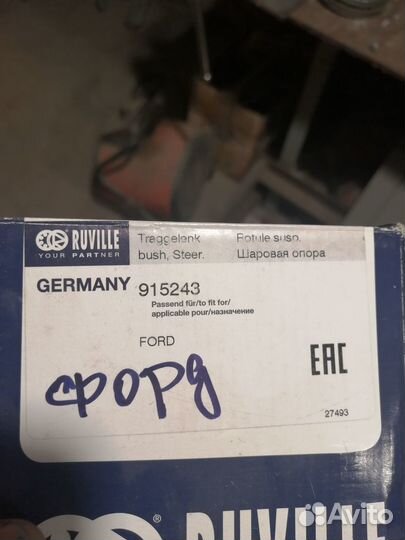 RUVILLE
YOUR PARTNER
Traggelenk
bush, Steer.
Rotule susp.
Шаровая опора
GERMANY 915243
Passend für/to fit for/
applicable pour/назначение
FORD
EAC
форд
27493
RUVILLE
Avito